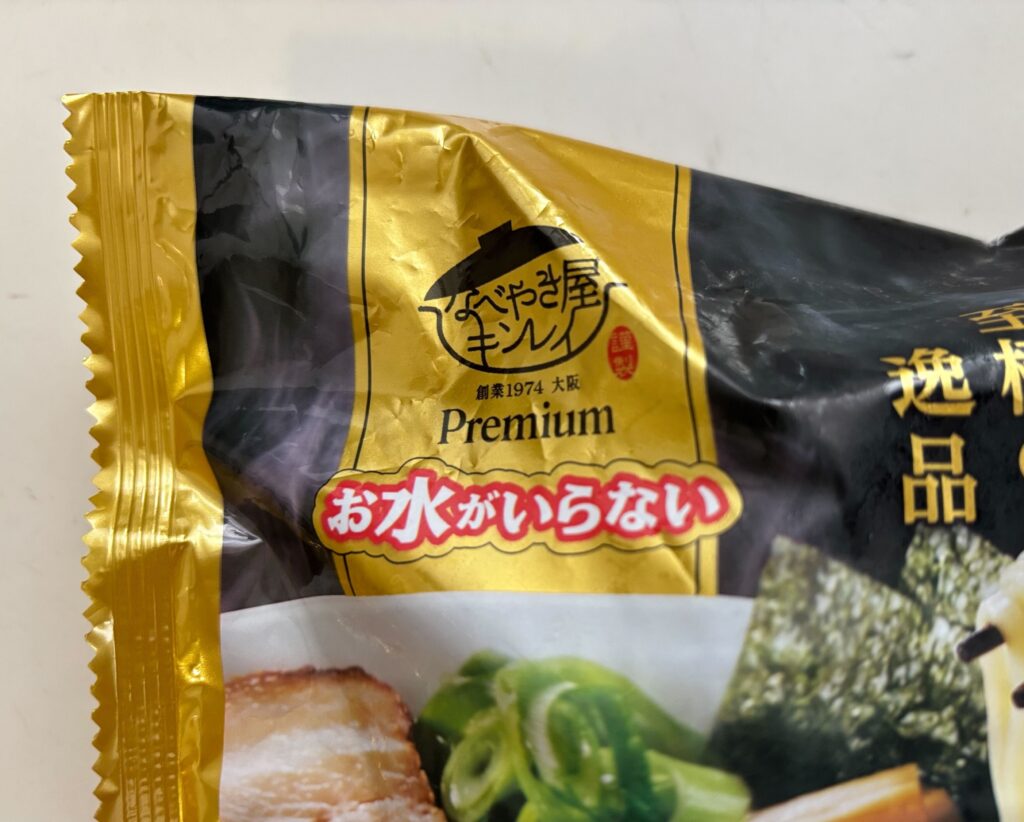 なべやき屋
キンレイ
謹製
創業1974 大阪
Premium
お水がいらない
逸品